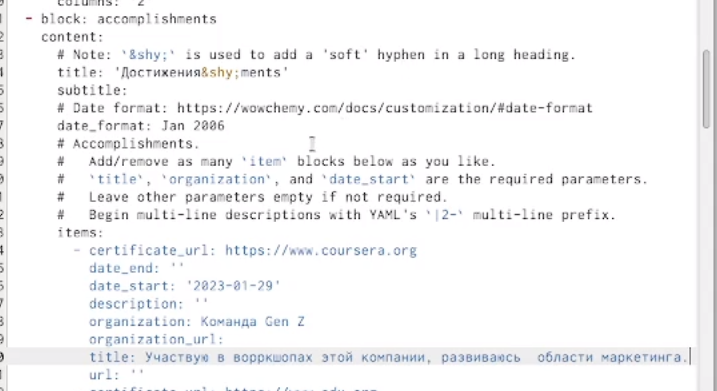 columns: '2'
- block: accomplishments
content:
# Note: `&shy;` is used to add a 'soft' hyphen in a long heading.
title: 'Достижения&shy;ments'
subtitle:
# Date format: https://wowchemy.com/docs/customization/#date-format
date_format: Jan 2006
# Accomplishments.
# Add/remove as many `item` blocks below as you like.
# `title`, `organization`, and `date_start` are the required parameters.
# Leave other parameters empty if not required.
# Begin multi-line descriptions with YAML's `|2-` multi-line prefix.
items:
- certificate_url: https://www.coursera.org
date_end: ''
date_start: '2023-01-29'
description: ''
organization: Команда Gen Z
organization_url:
title: Участвую в ворркшопах этой компании, развиваюсь области маркетинга.
url: ''